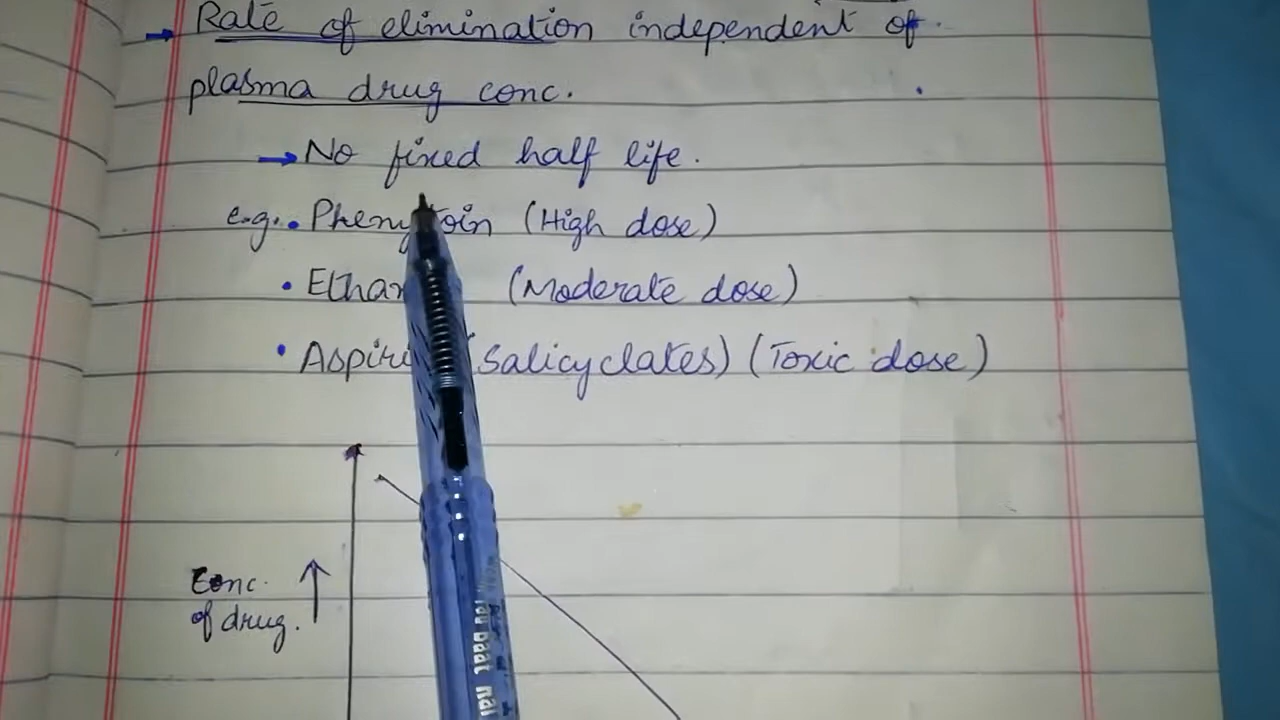 → Rate of elimination independent of
plasma drug conc.
→ No fixed half life.
e.g. • Phenytoin (High dose)
• (Moderate dose)
• (Salicyclates) (Toxic dose)
Conc.
of drug. ↑